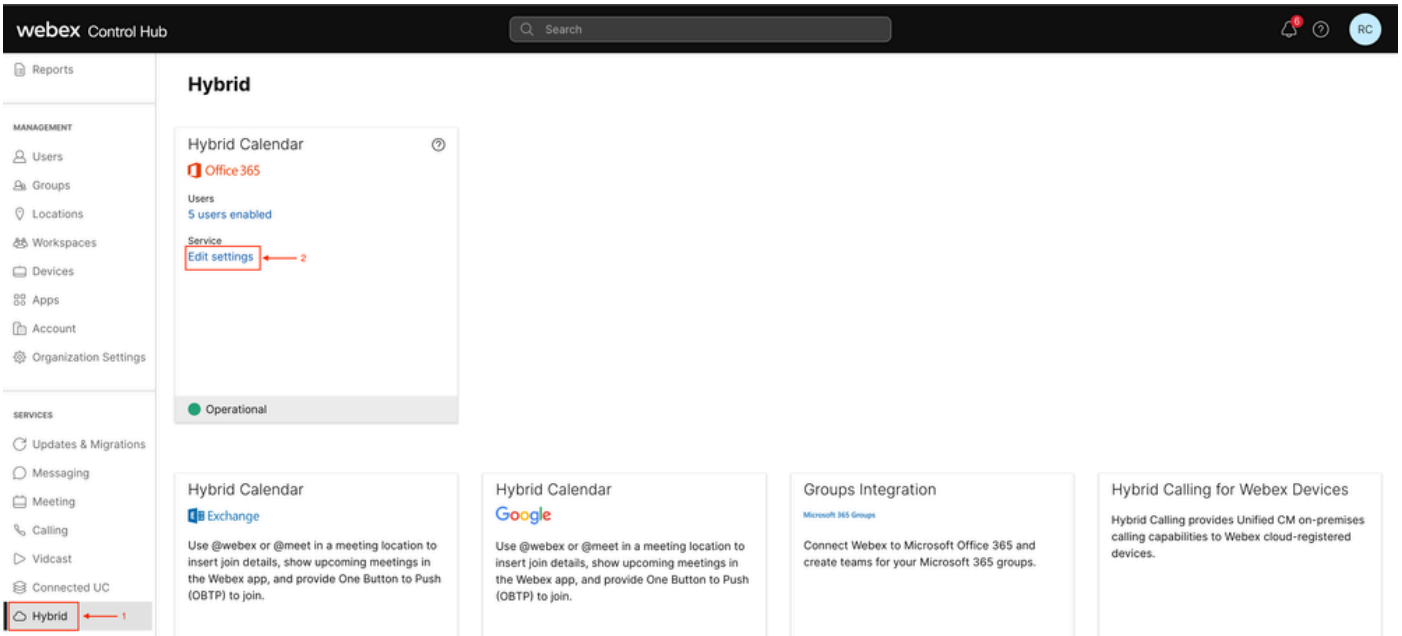 webex Control Hub
Search
6
RC
Reports
MANAGEMENT
Users
Groups
Locations
Workspaces
Devices
Apps
Account
Organization Settings
SERVICES
Updates & Migrations
Messaging
Meeting
Calling
Vidcast
Connected UC
Hybrid
1
Hybrid
Hybrid Calendar
Office 365
Users
5 users enabled
Service
Edit settings
2
Operational
Hybrid Calendar
Exchange
Use @webex or @meet in a meeting location to
insert join details, show upcoming meetings in
the Webex app, and provide One Button to Push
(OBTP) to join.
Hybrid Calendar
Google
Use @webex or @meet in a meeting location to
insert join details, show upcoming meetings in
the Webex app, and provide One Button to Push
(OBTP) to join.
Groups Integration
Microsoft 365 Groups
Connect Webex to Microsoft Office 365 and
create teams for your Microsoft 365 groups.
Hybrid Calling for Webex Devices
Hybrid Calling provides Unified CM on-premises
calling capabilities to Webex cloud-registered
devices.